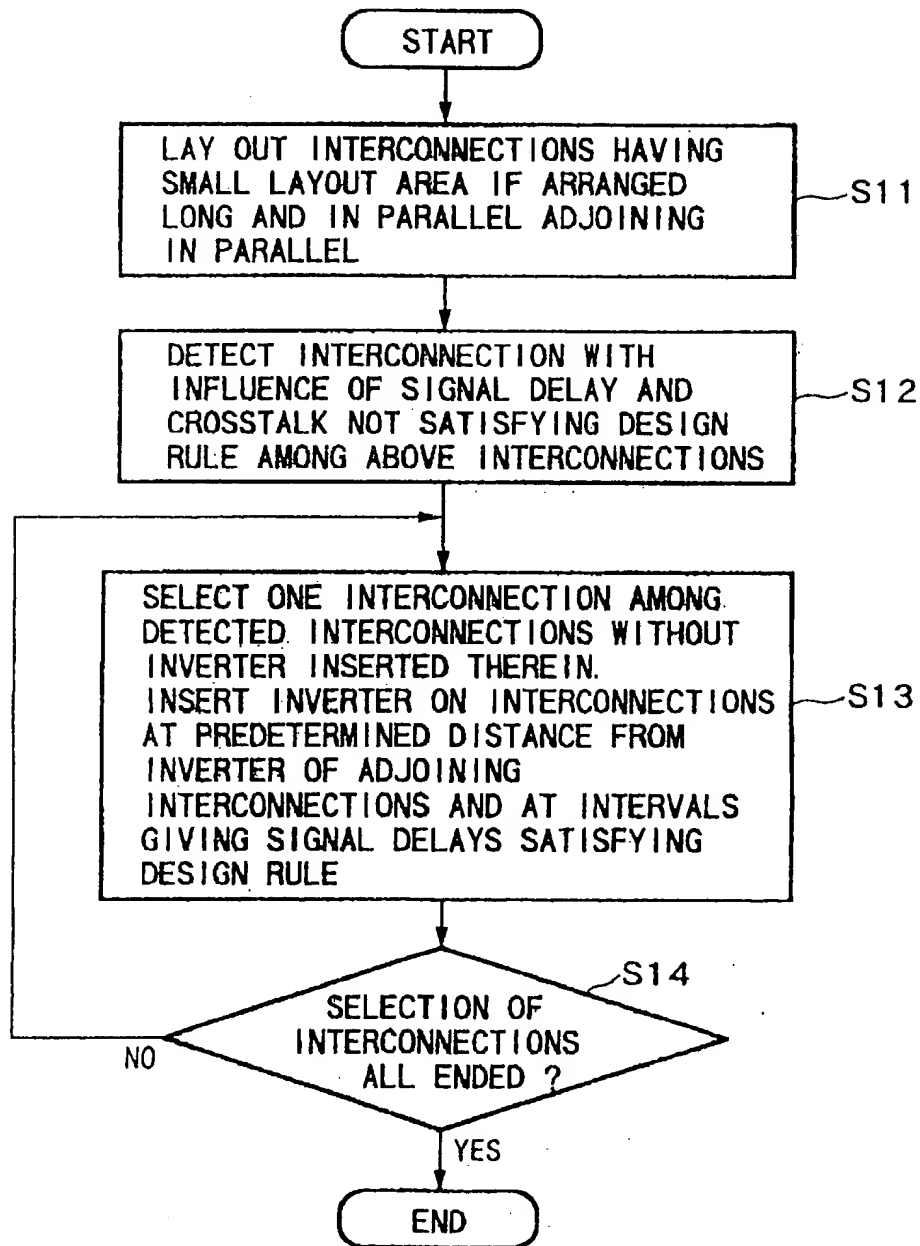 START
LAY OUT INTERCONNECTIONS HAVING
SMALL LAYOUT AREA IF ARRANGED
LONG AND IN PARALLEL ADJOINING
IN PARALLEL
S11
DETECT INTERCONNECTION WITH
INFLUENCE OF SIGNAL DELAY AND
CROSSTALK NOT SATISFYING DESIGN
RULE AMONG ABOVE INTERCONNECTIONS
S12
SELECT ONE INTERCONNECTION AMONG
DETECTED INTERCONNECTIONS WITHOUT
INVERTER INSERTED THEREIN.
INSERT INVERTER ON INTERCONNECTIONS
AT PREDETERMINED DISTANCE FROM
INVERTER OF ADJOINING
INTERCONNECTIONS AND AT INTERVALS
GIVING SIGNAL DELAYS SATISFYING
DESIGN RULE
S13
S14
SELECTION OF
INTERCONNECTIONS
ALL ENDED ?
NO
YES
END